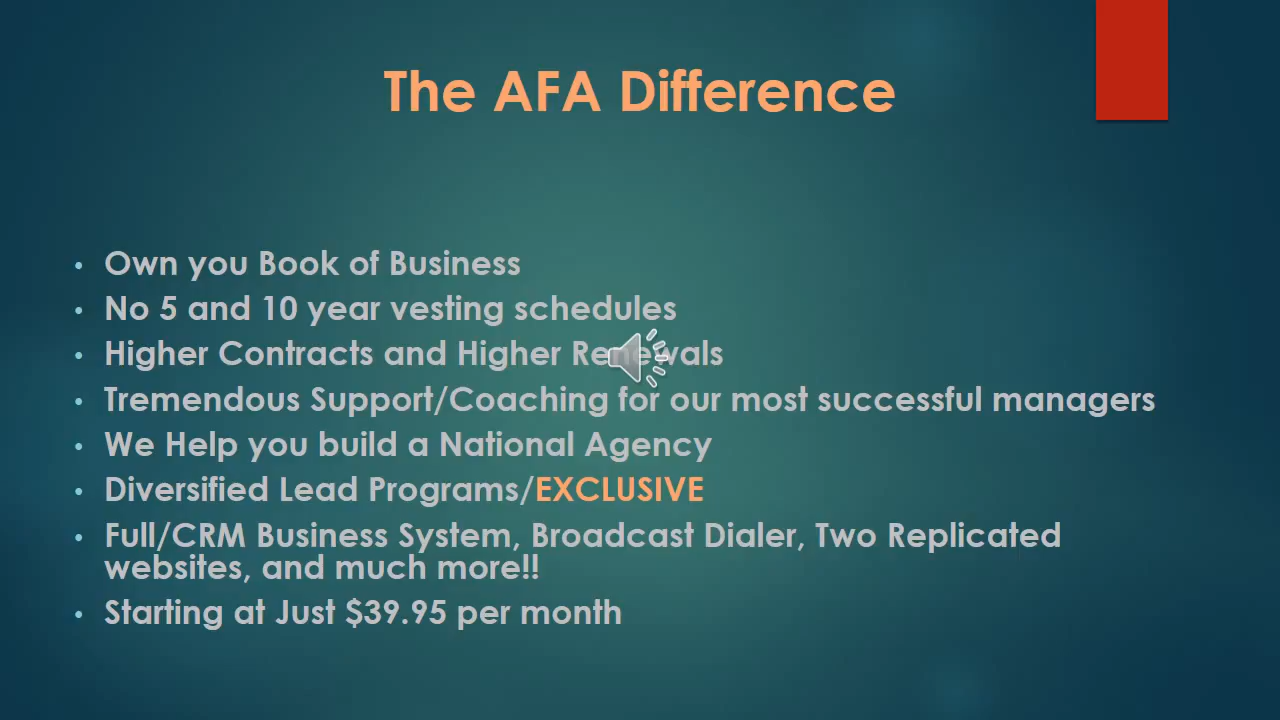 The AFA Difference
• Own you Book of Business
• No 5 and 10 year vesting schedules
• Higher Contracts and Higher Renewals
• Tremendous Support/Coaching for our most successful managers
• We Help you build a National Agency
• Diversified Lead Programs/EXCLUSIVE
• Full/CRM Business System, Broadcast Dialer, Two Replicated
websites, and much more!!
• Starting at Just $39.95 per month